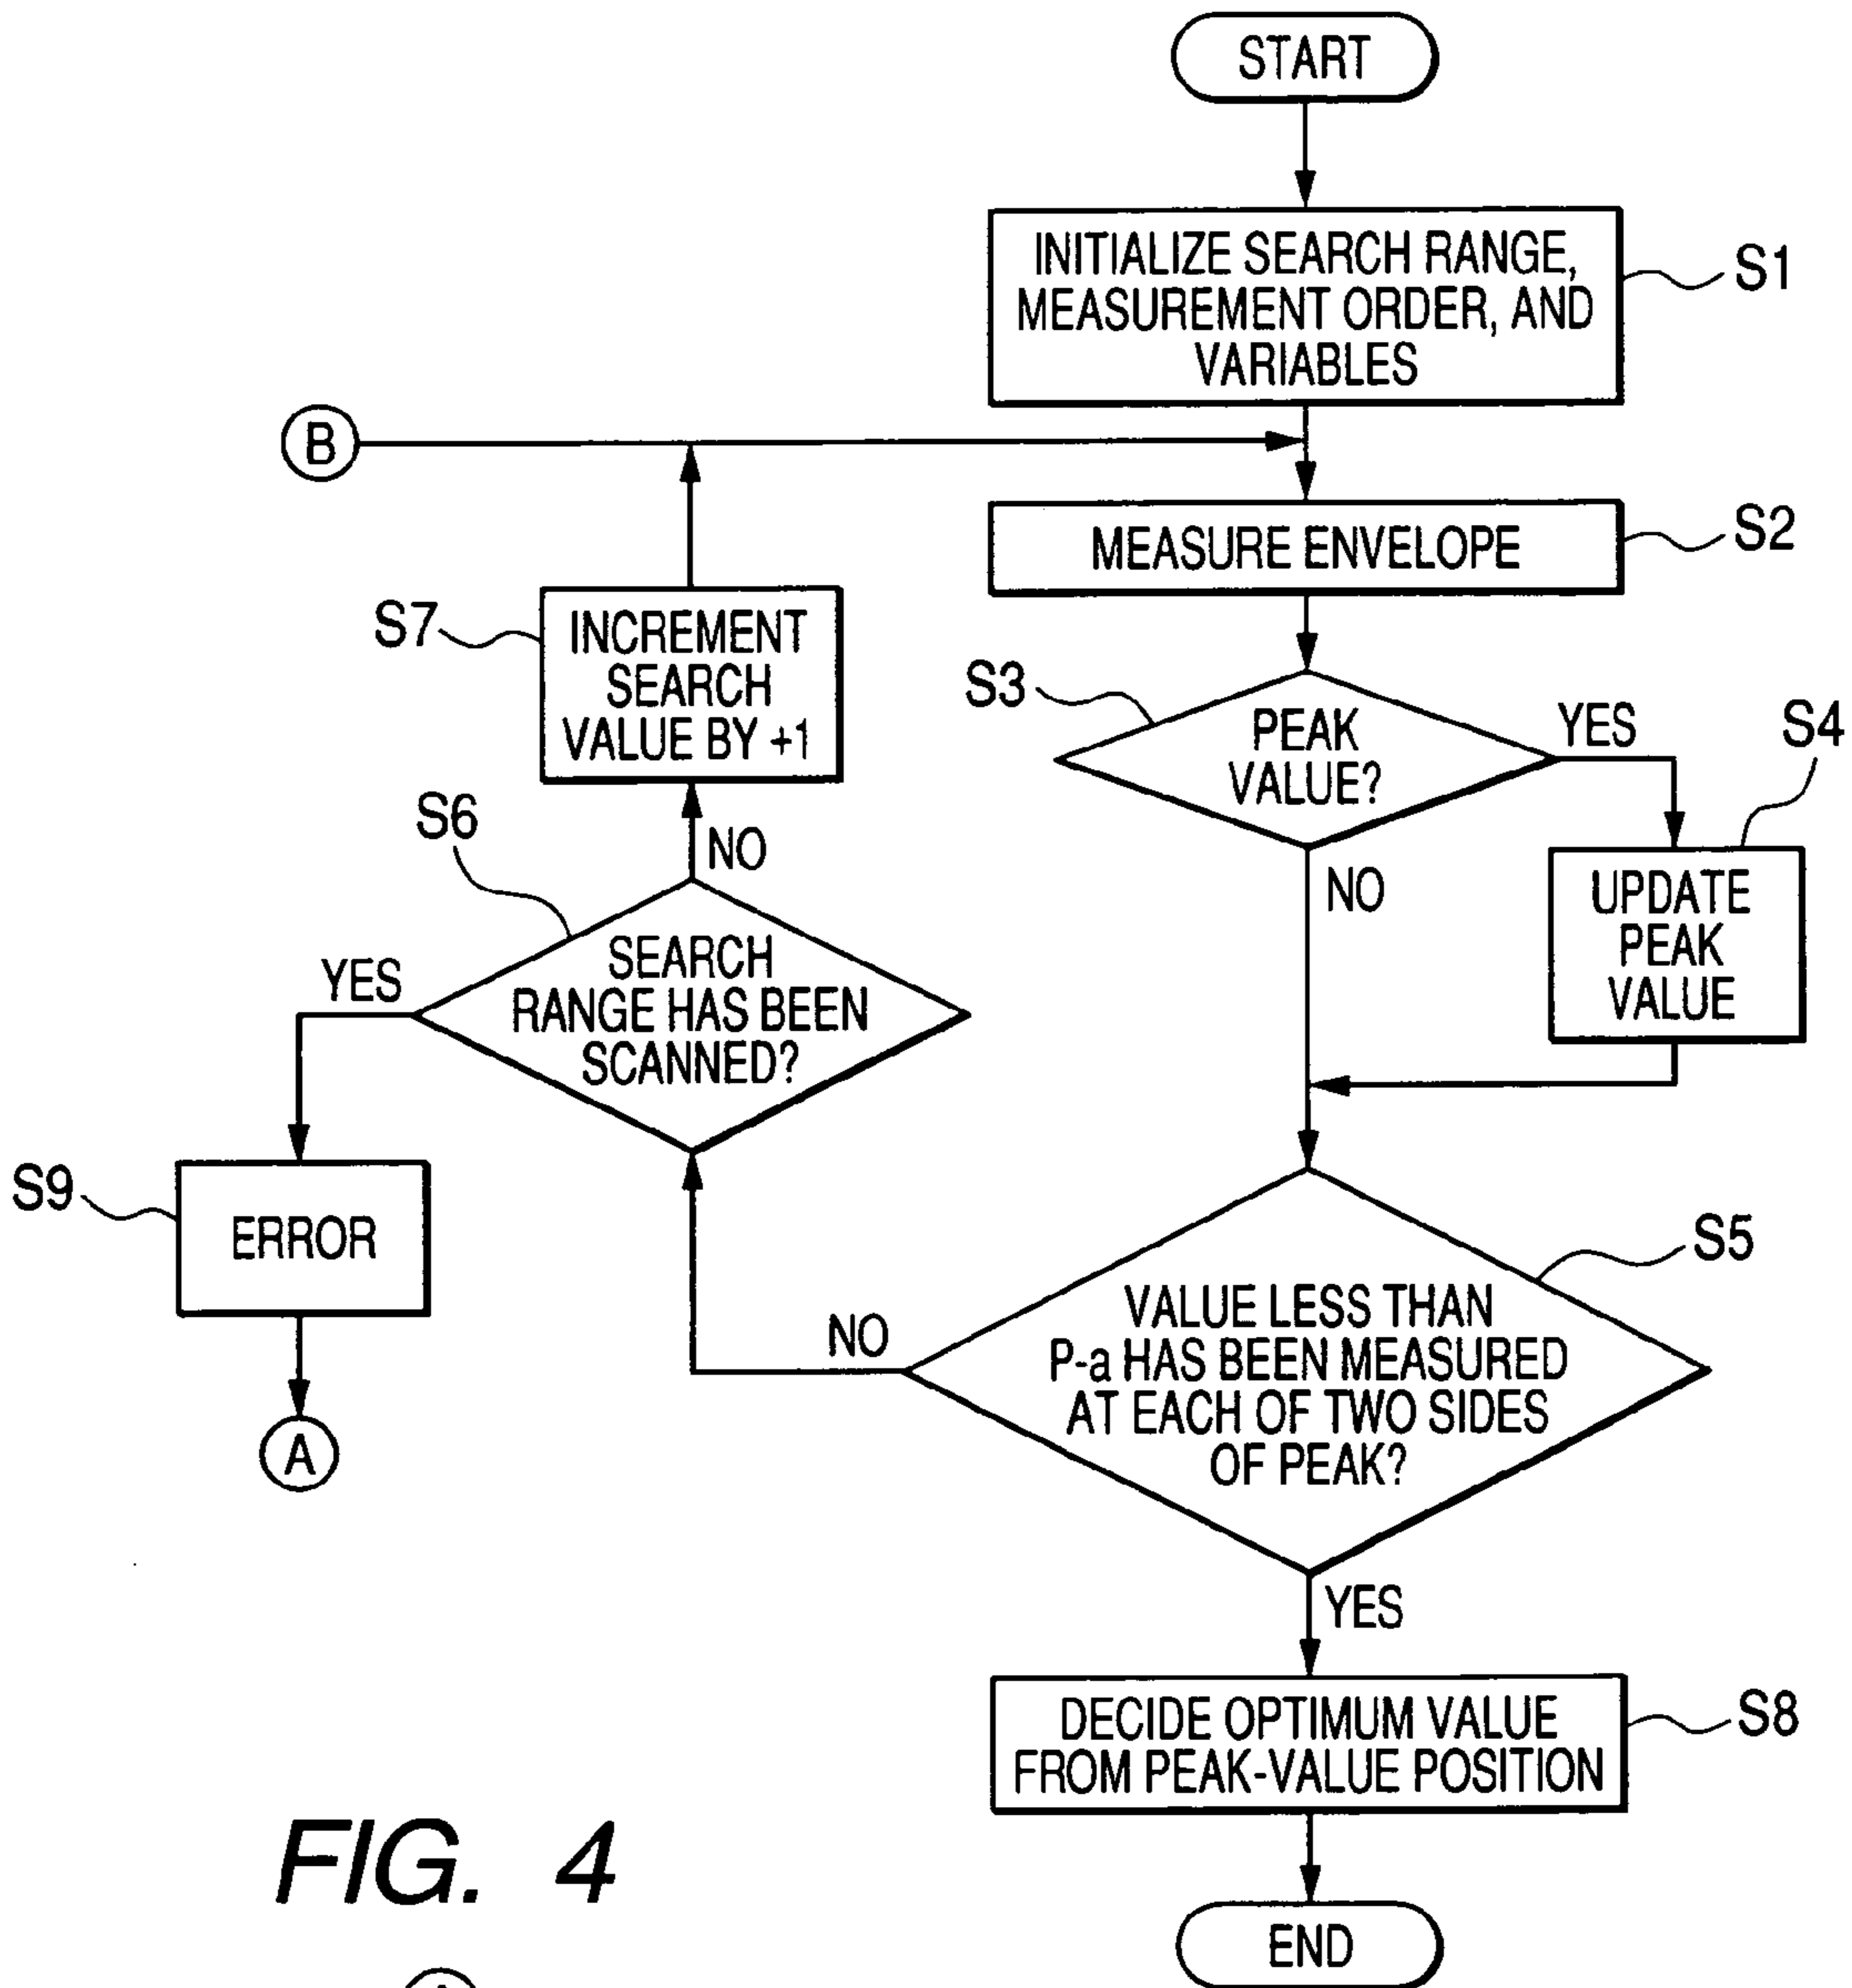 START
INITIALIZE SEARCH RANGE,
MEASUREMENT ORDER, AND
VARIABLES
S1
B
MEASURE ENVELOPE
S2
S7
INCREMENT
SEARCH
VALUE BY +1
S3
PEAK
VALUE?
YES
S4
NO
UPDATE
PEAK
VALUE
S6
NO
SEARCH
RANGE HAS BEEN
SCANNED?
YES
S9
ERROR
A
S5
VALUE LESS THAN
P-a HAS BEEN MEASURED
AT EACH OF TWO SIDES
OF PEAK?
NO
YES
DECIDE OPTIMUM VALUE
FROM PEAK-VALUE POSITION
S8
FIG. 4
END